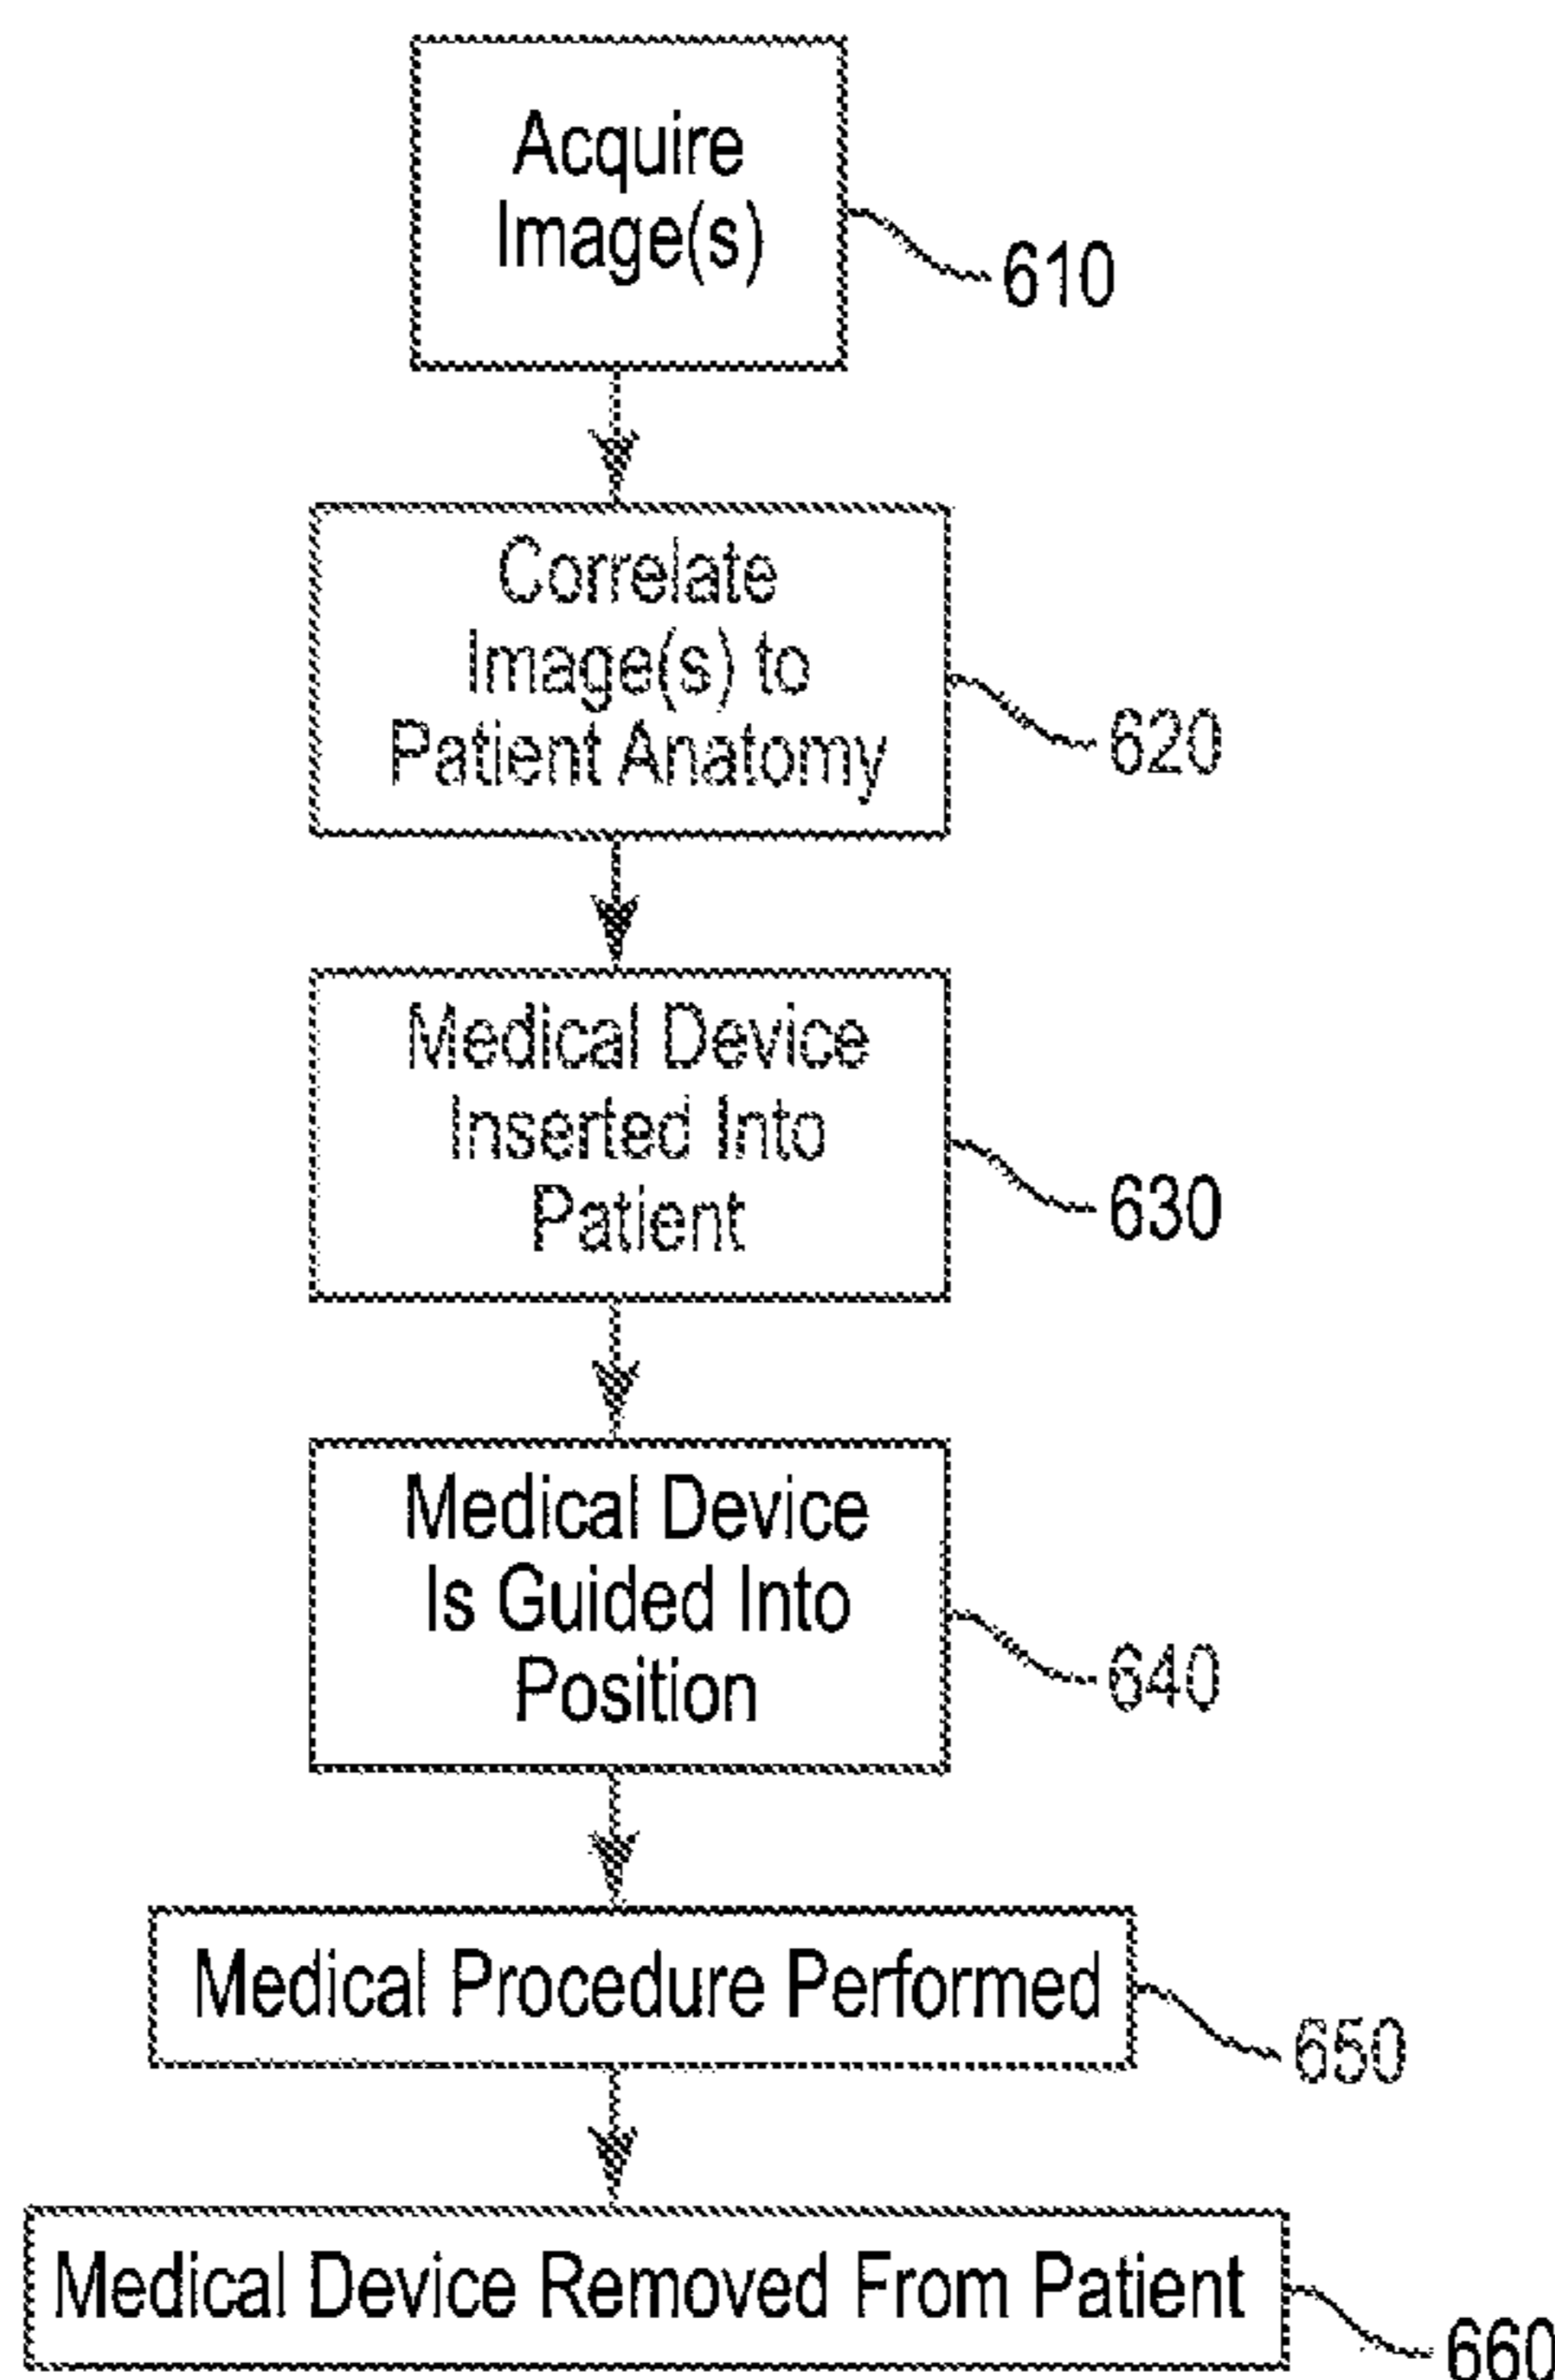 Acquire
Image(s)
610
Correlate
Image(s) to
Patient Anatomy
620
Medical Device
Inserted Into
Patient
630
Medical Device
Is Guided Into
Position
640
Medical Procedure Performed
650
Medical Device Removed From Patient
660